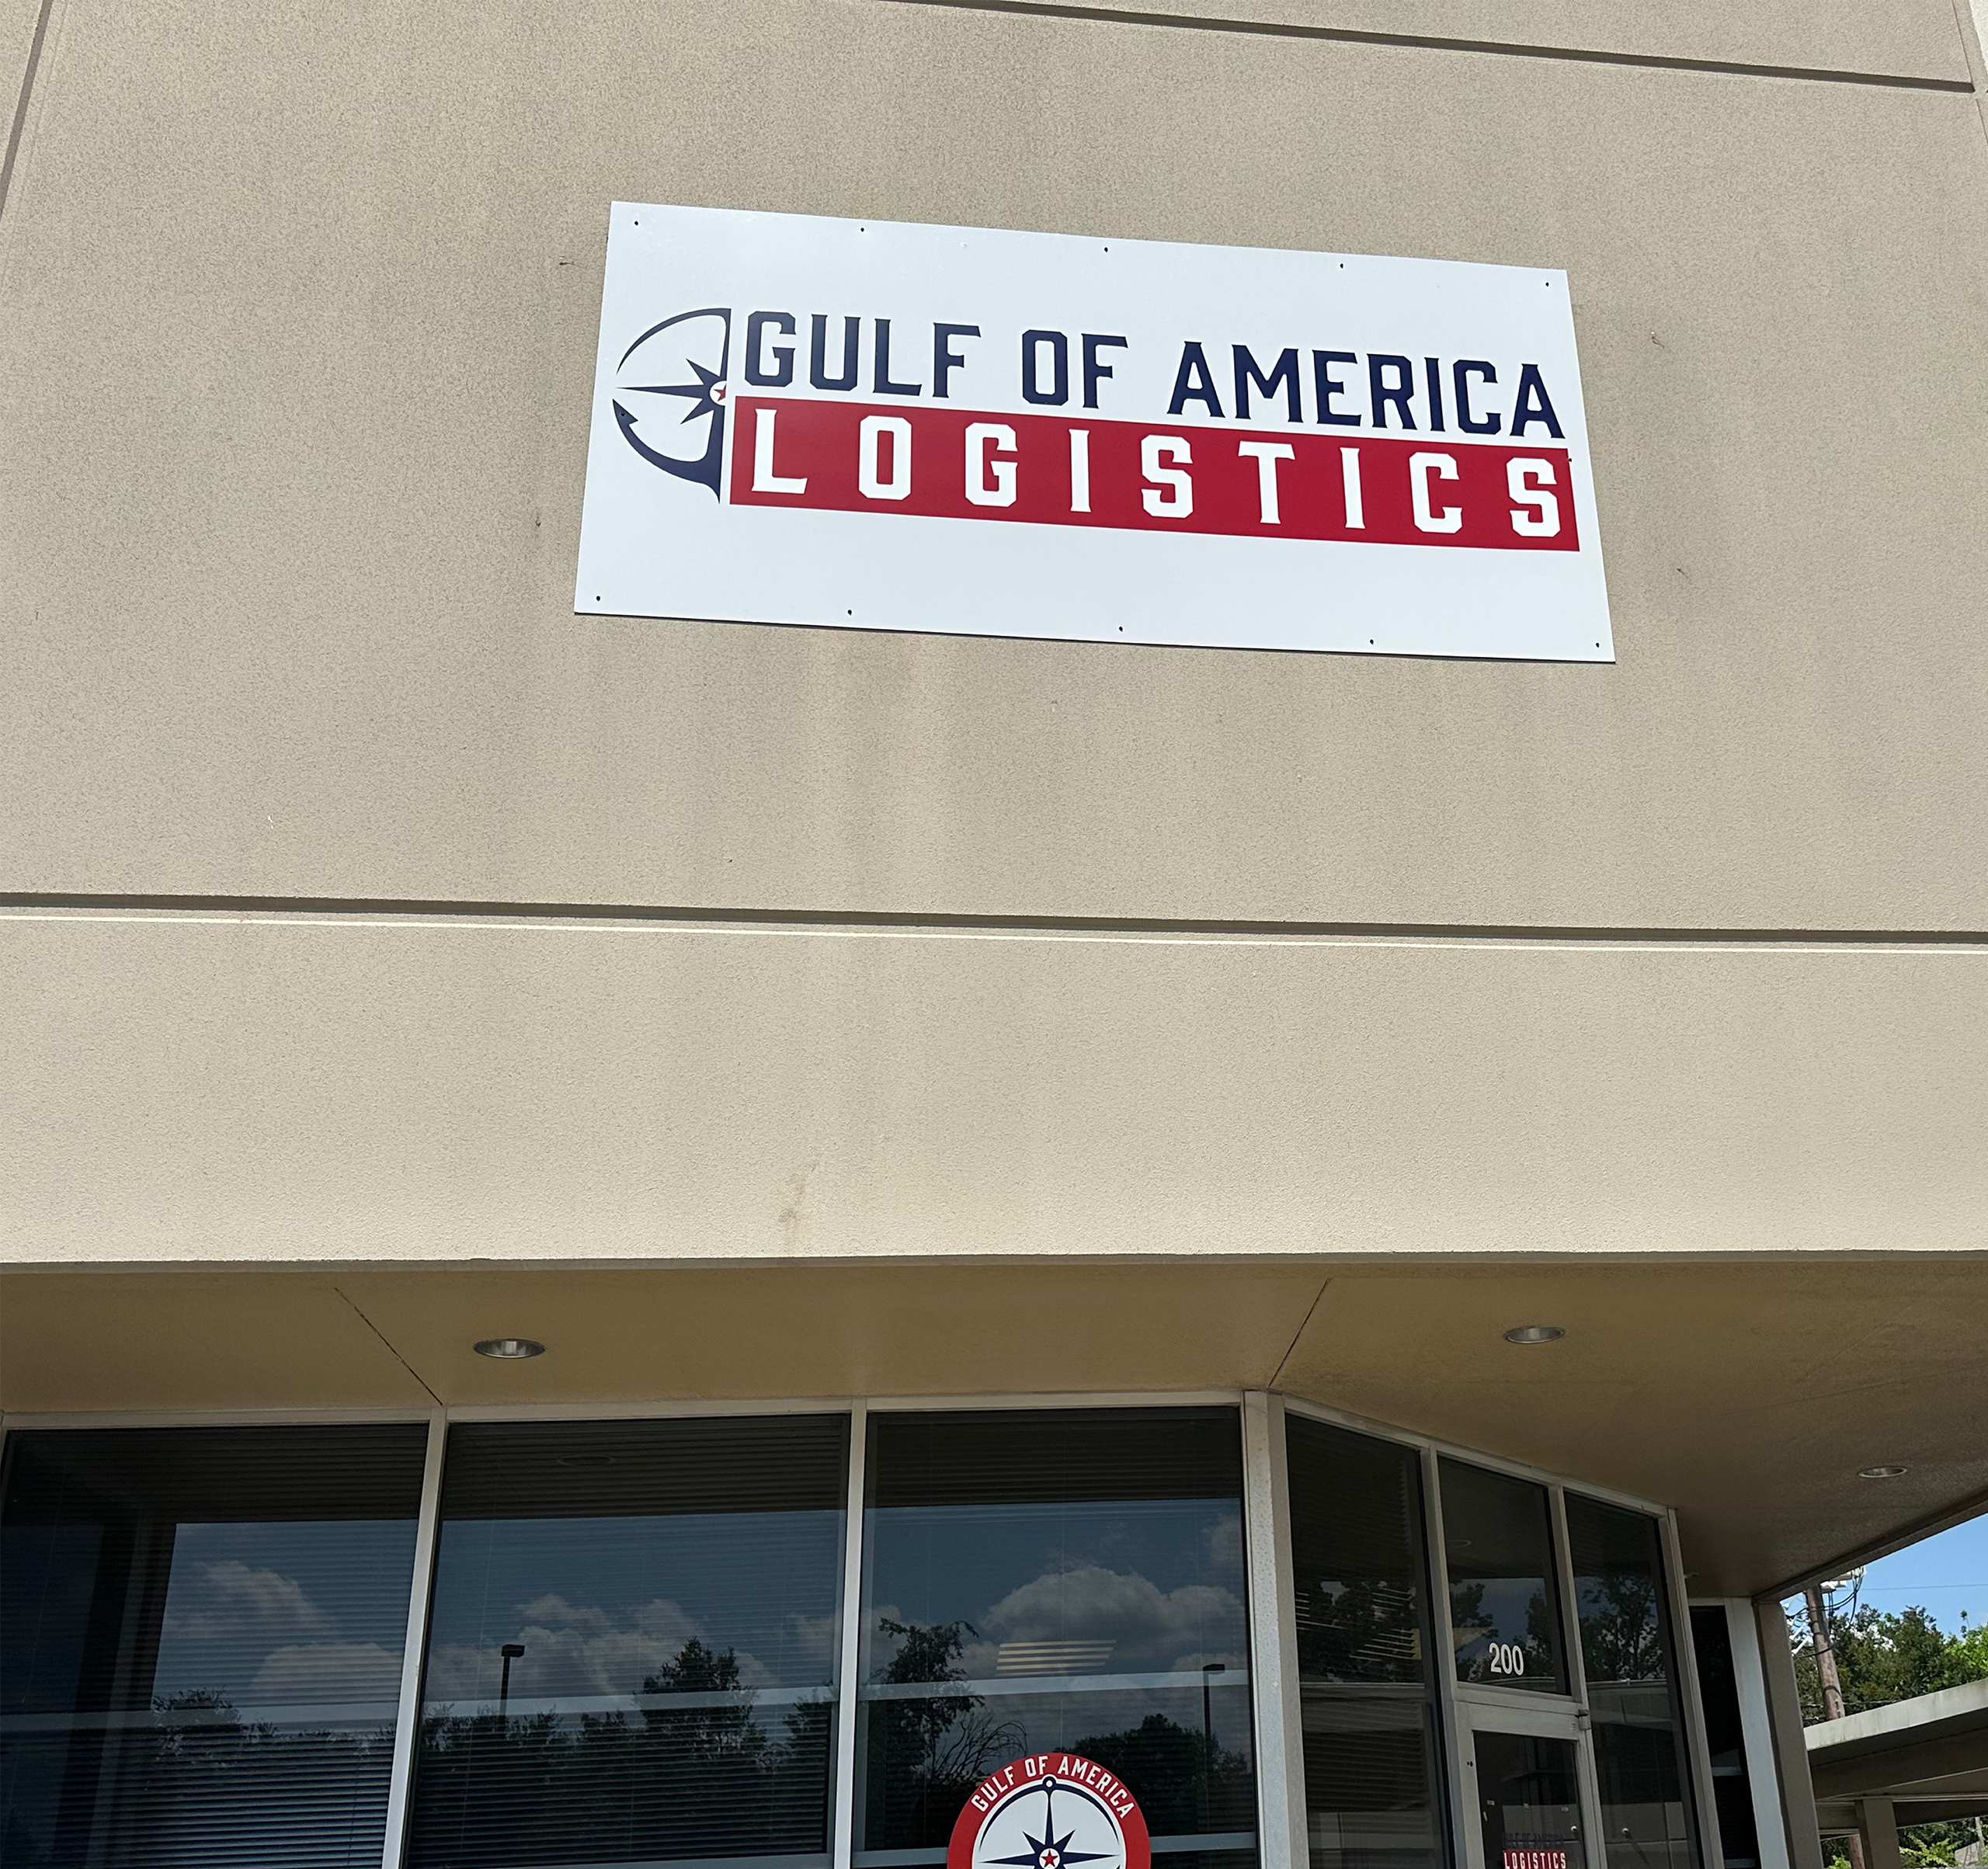 GULF OF AMERICA
LOGISTICS
200
GULF OF AMERICA
LOGISTICS